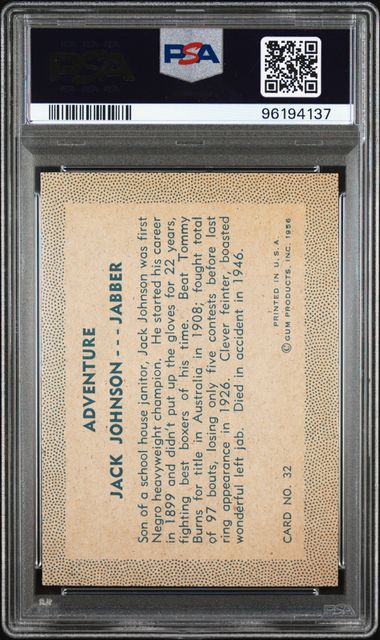 PSA
PSA
96194137
ADVENTURE
JACK JOHNSON --- JABBER
Son of a school house janitor, Jack Johnson was first
Negro heavyweight champion. He started his career
in 1899 and didn't put up the gloves for 22 years,
fighting best boxers of his time. Beat Tommy
Burns for title in Australia in 1908; fought total
of 97 bouts, losing only five contests before last
ring appearance in 1926. Clever feinter, boasted
wonderful left jab. Died in accident in 1946.
PRINTED IN U. S. A.
CARD NO. 32
© GUM PRODUCTS, INC. 1956